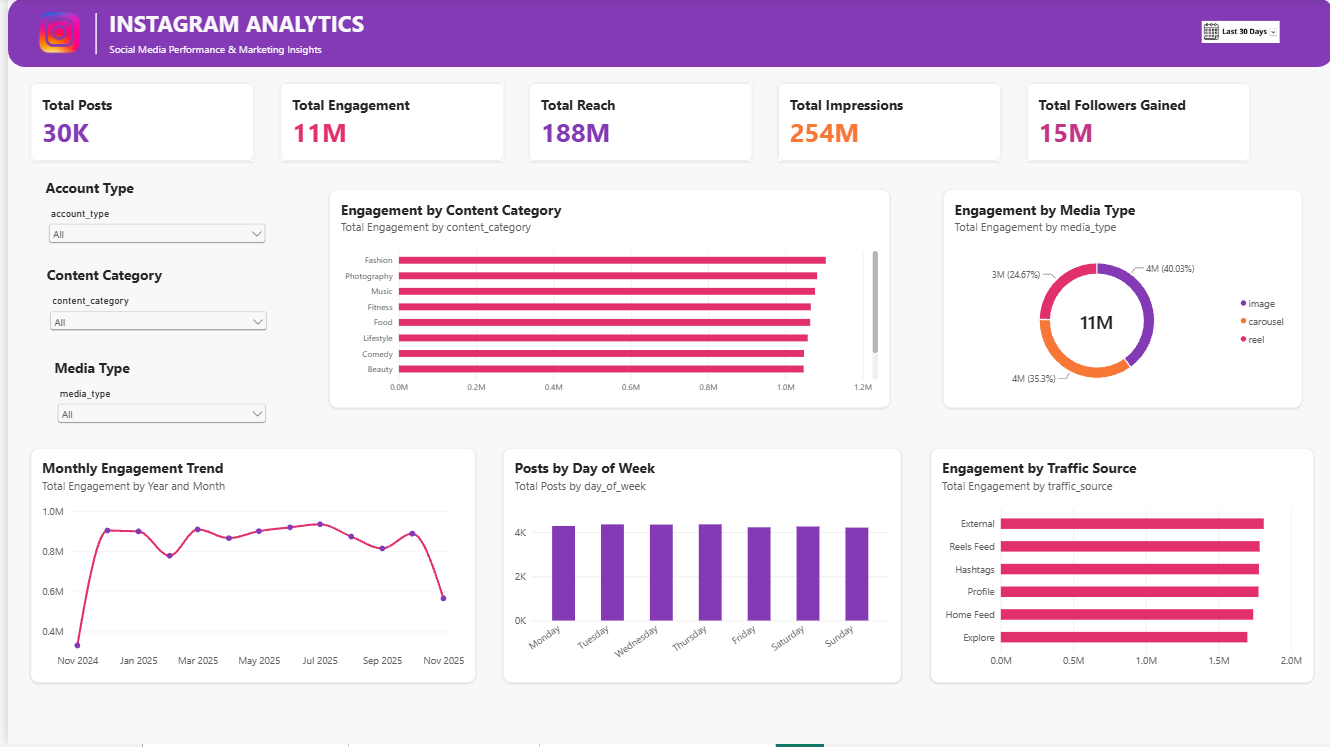 INSTAGRAM ANALYTICS
Social Media Performance & Marketing Insights
Last 30 Days
Total Posts
30K
Total Engagement
11M
Total Reach
188M
Total Impressions
254M
Total Followers Gained
15M
Account Type
account_type
All
Content Category
content_category
All
Media Type
media_type
All
Engagement by Content Category
Total Engagement by content_category
Fashion
Photography
Music
Fitness
Food
Lifestyle
Comedy
Beauty
0.0M 0.2M 0.4M 0.6M 0.8M 1.0M 1.2M
Engagement by Media Type
Total Engagement by media_type
3M (24.67%)
4M (40.03%)
11M
4M (35.3%)
image
carousel
reel
Monthly Engagement Trend
Total Engagement by Year and Month
1.0M
0.8M
0.6M
0.4M
Nov 2024 Jan 2025 Mar 2025 May 2025 Jul 2025 Sep 2025 Nov 2025
Posts by Day of Week
Total Posts by day_of_week
4K
2K
0K
Monday Tuesday Wednesday Thursday Friday Saturday Sunday
Engagement by Traffic Source
Total Engagement by traffic_source
External
Reels Feed
Hashtags
Profile
Home Feed
Explore
0.0M 0.5M 1.0M 1.5M 2.0M